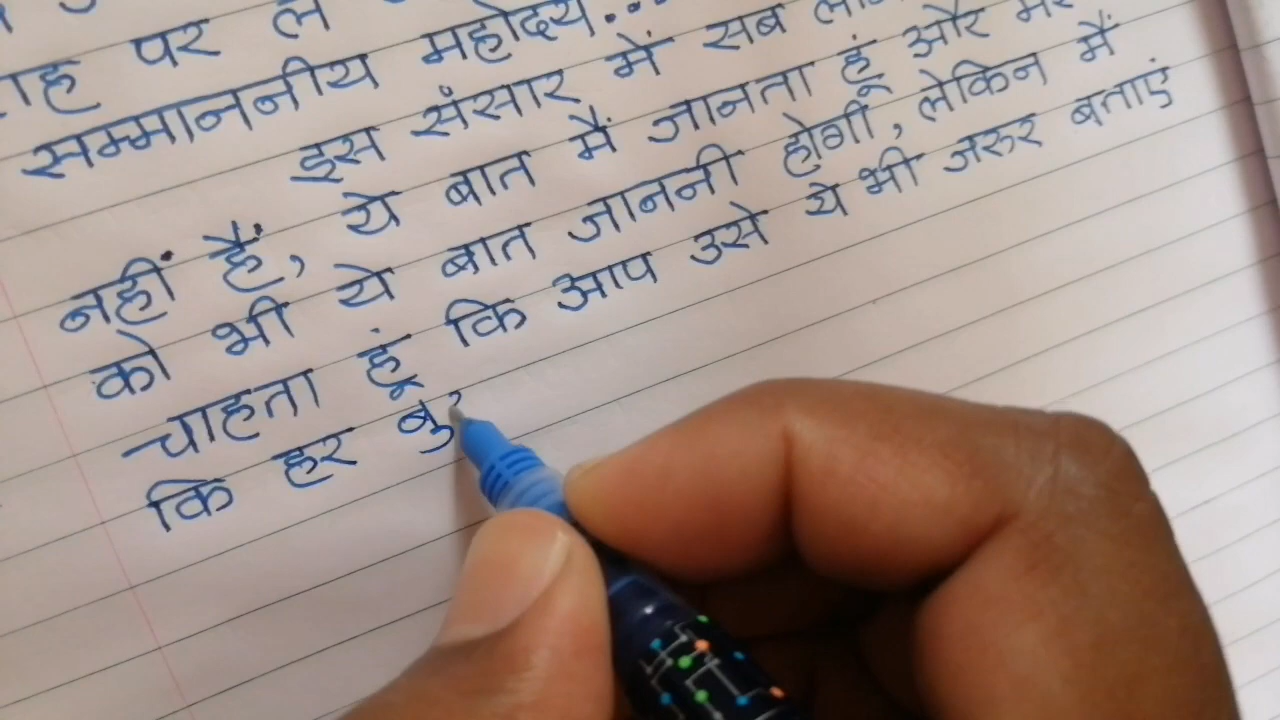 पर
सम्माननीय महोदय...
इस संसार में सब
नहीं हैं, ये बात मैं जानता हूं और
को भी ये बात जाननी होगी, लेकिन मैं
चाहता हूं कि आप उसे ये भी जरुर बताएं
कि हर